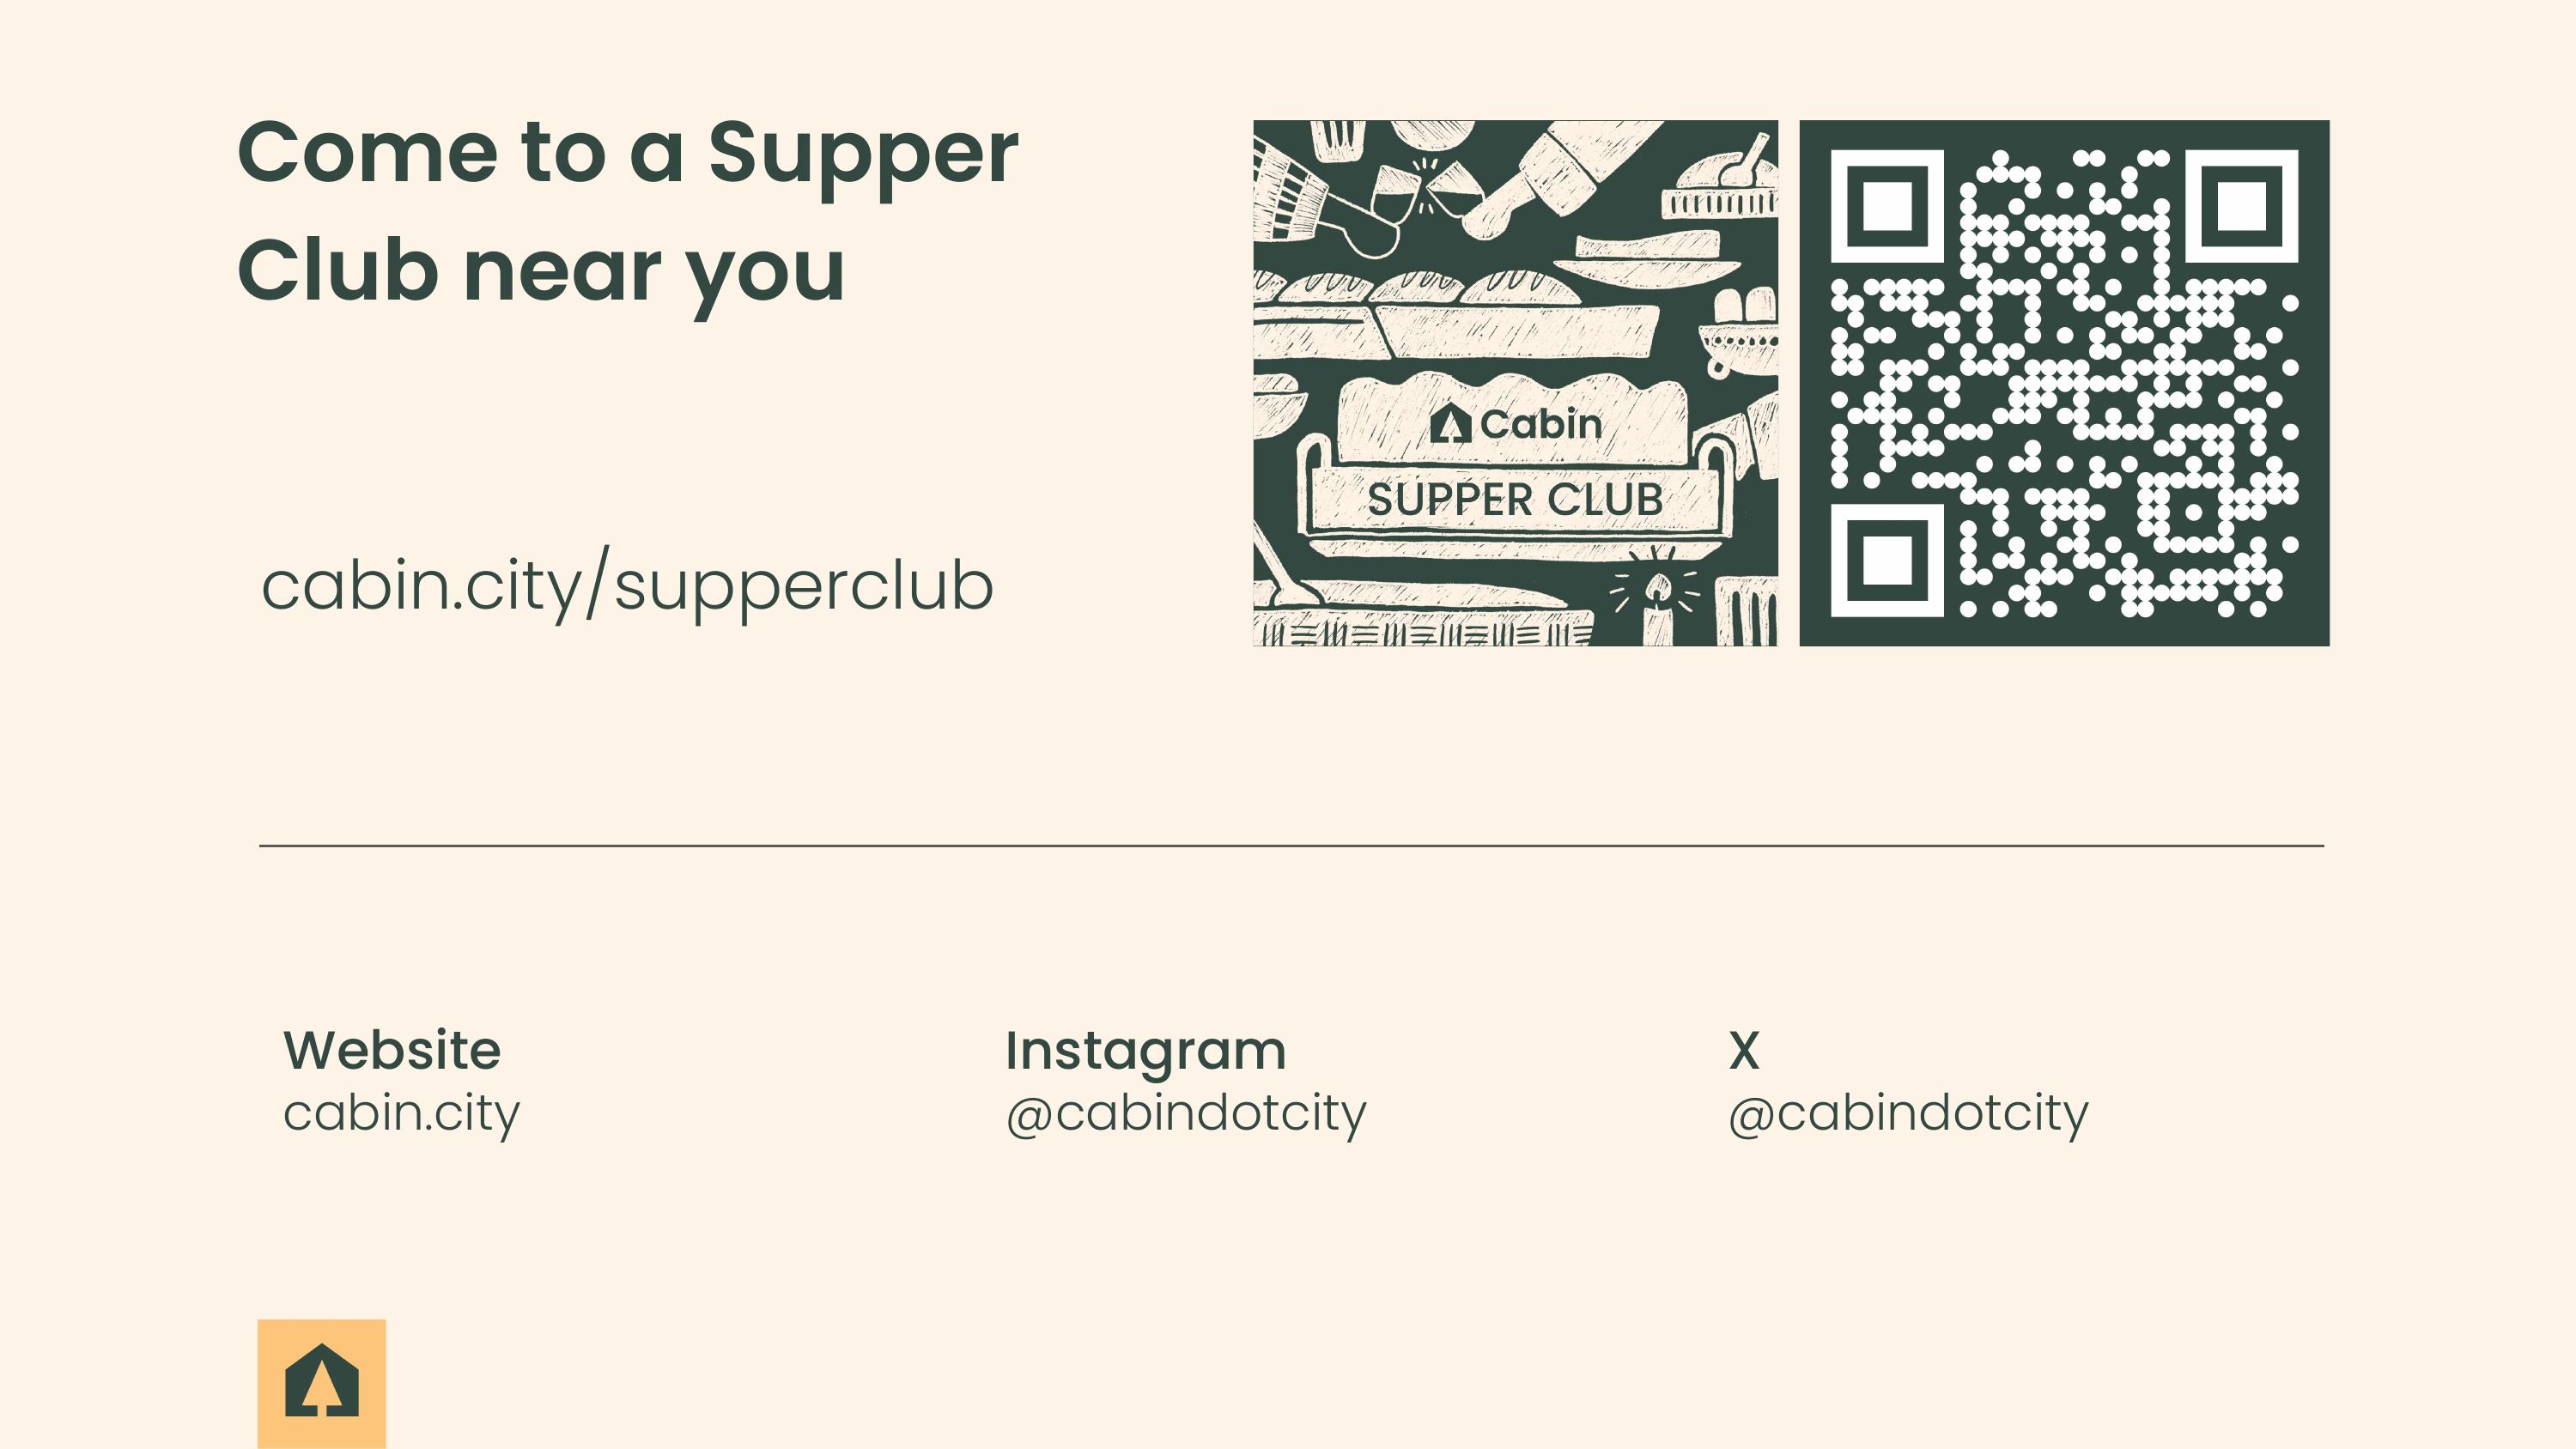 Come to a Supper
Club near you
cabin.city/supperclub
Cabin
SUPPER CLUB
Website
cabin.city
Instagram
@cabindotcity
X
@cabindotcity